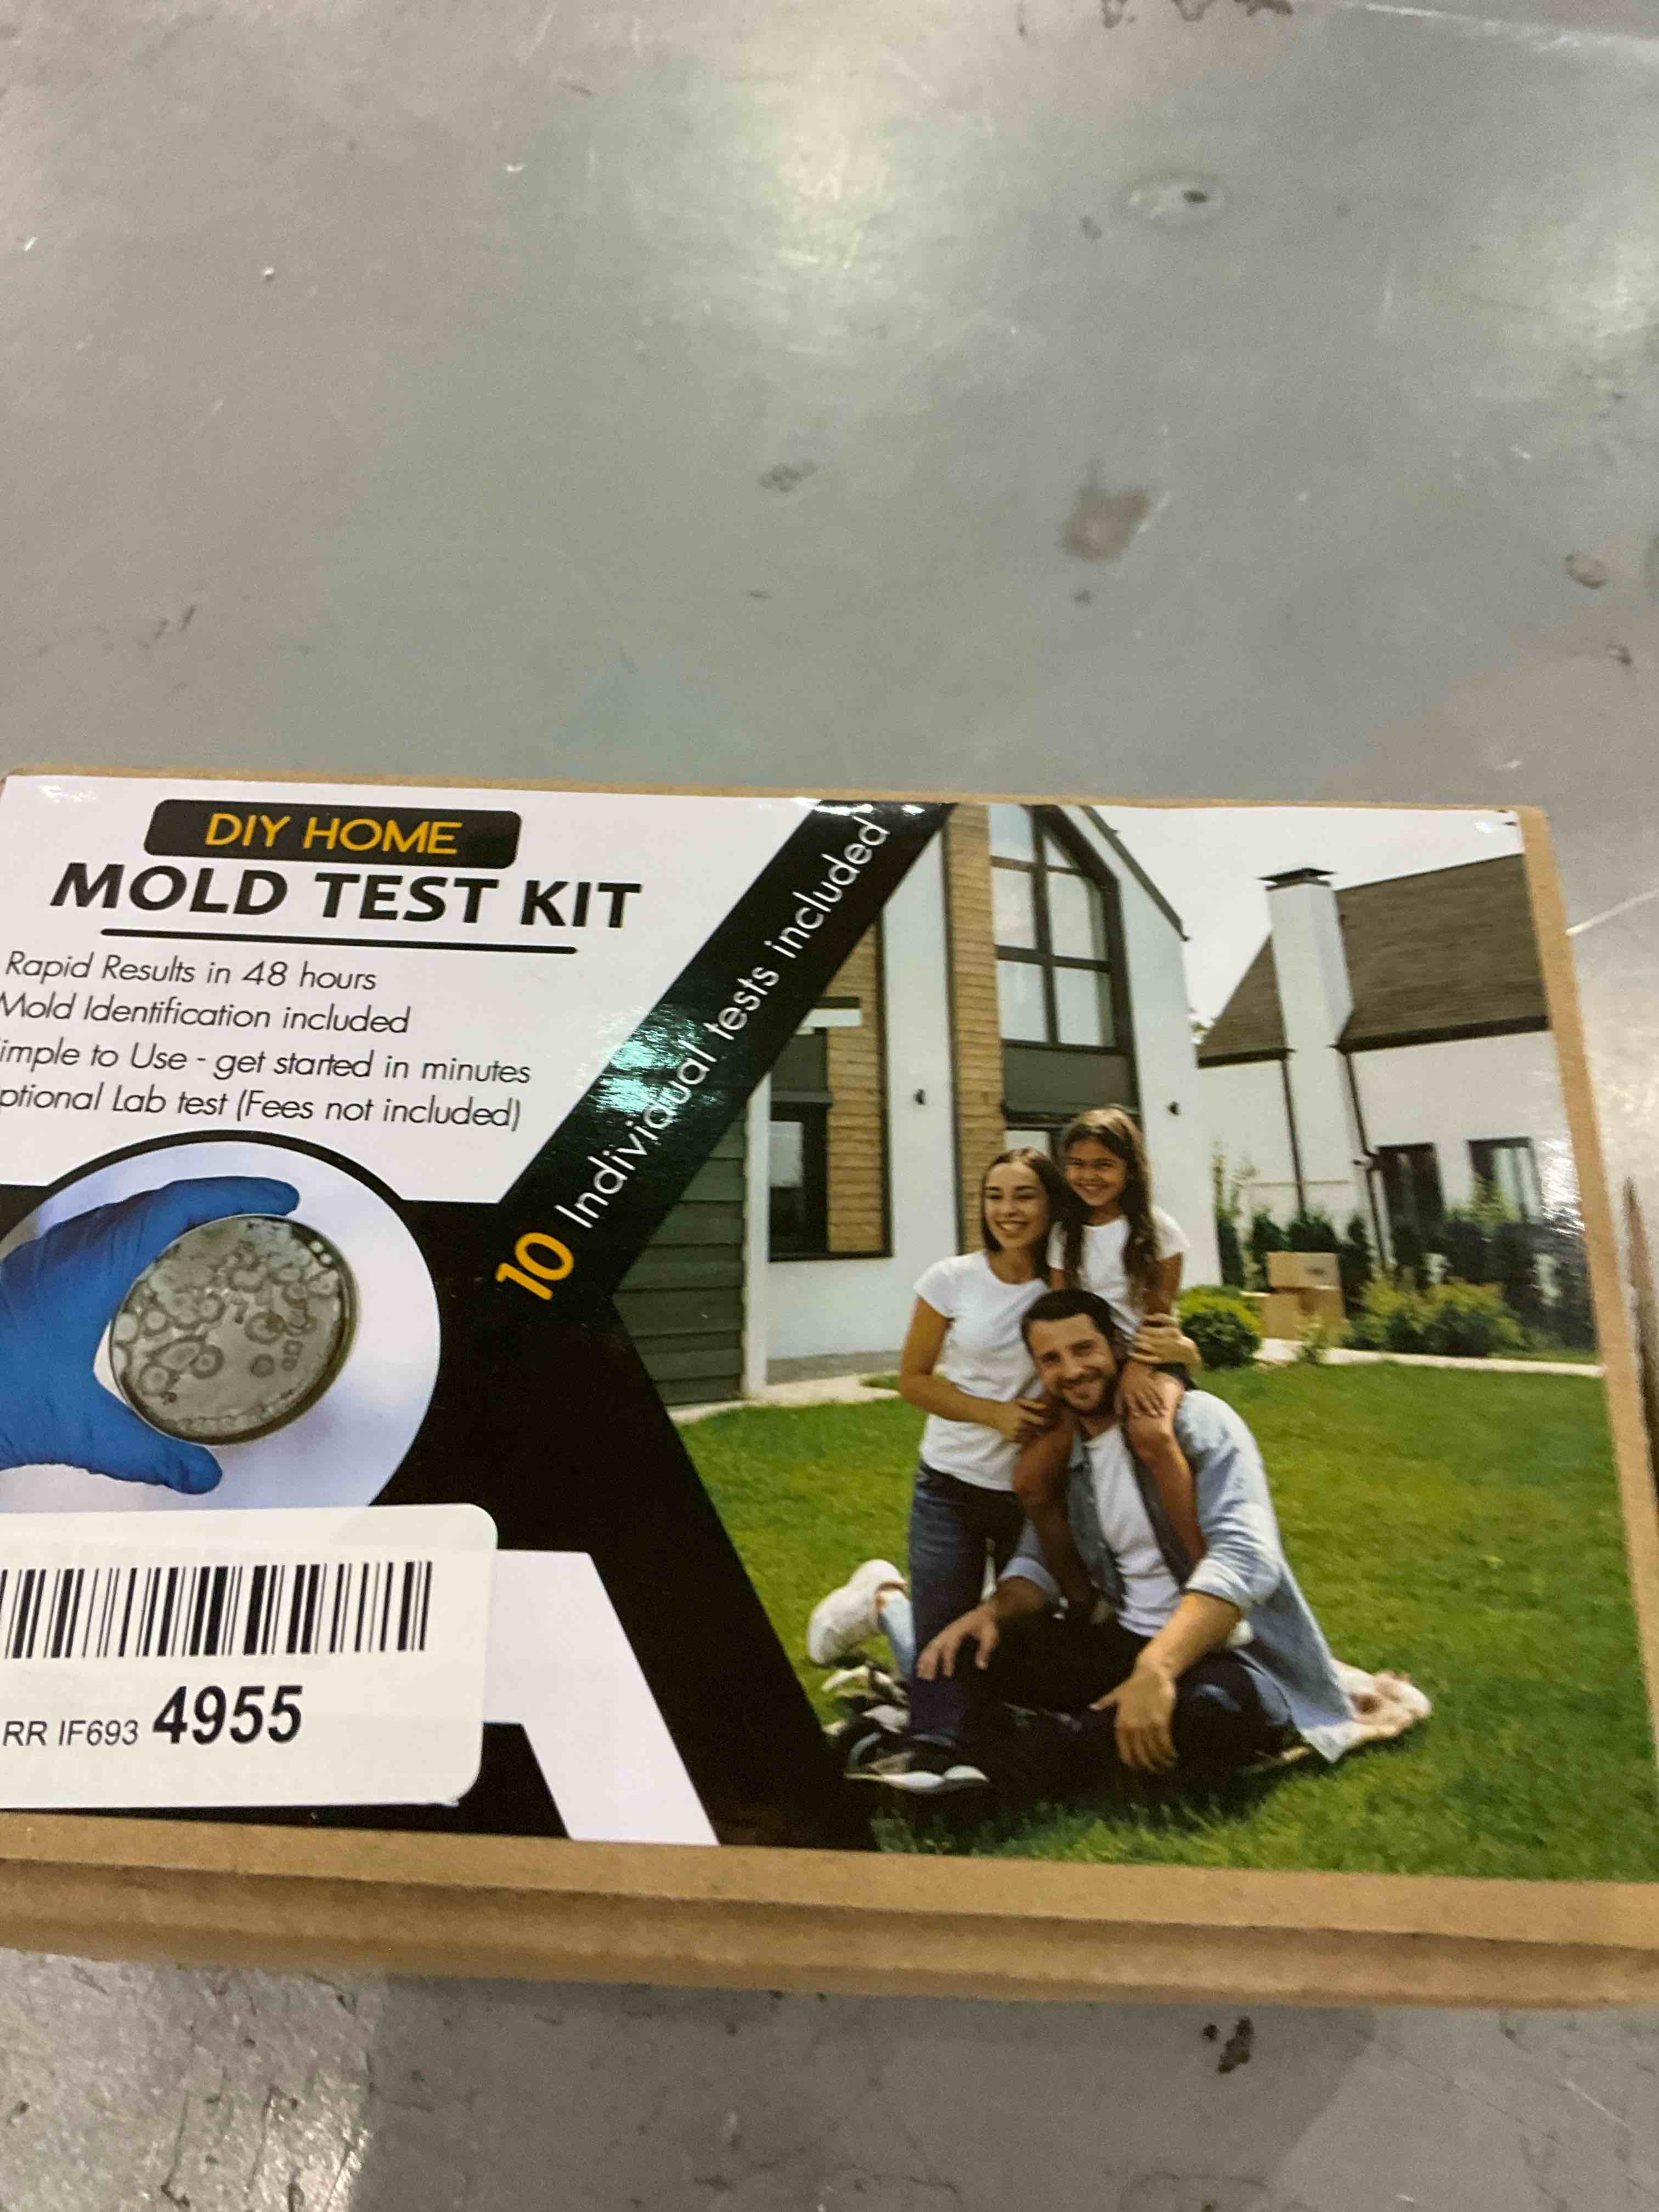 DIY HOME
MOLD TEST KIT
Rapid Results in 48 hours
Mold Identification included
imple to Use - get started in minutes
ptional Lab test (Fees not included)
10 Individual tests included
RR IF693 4955